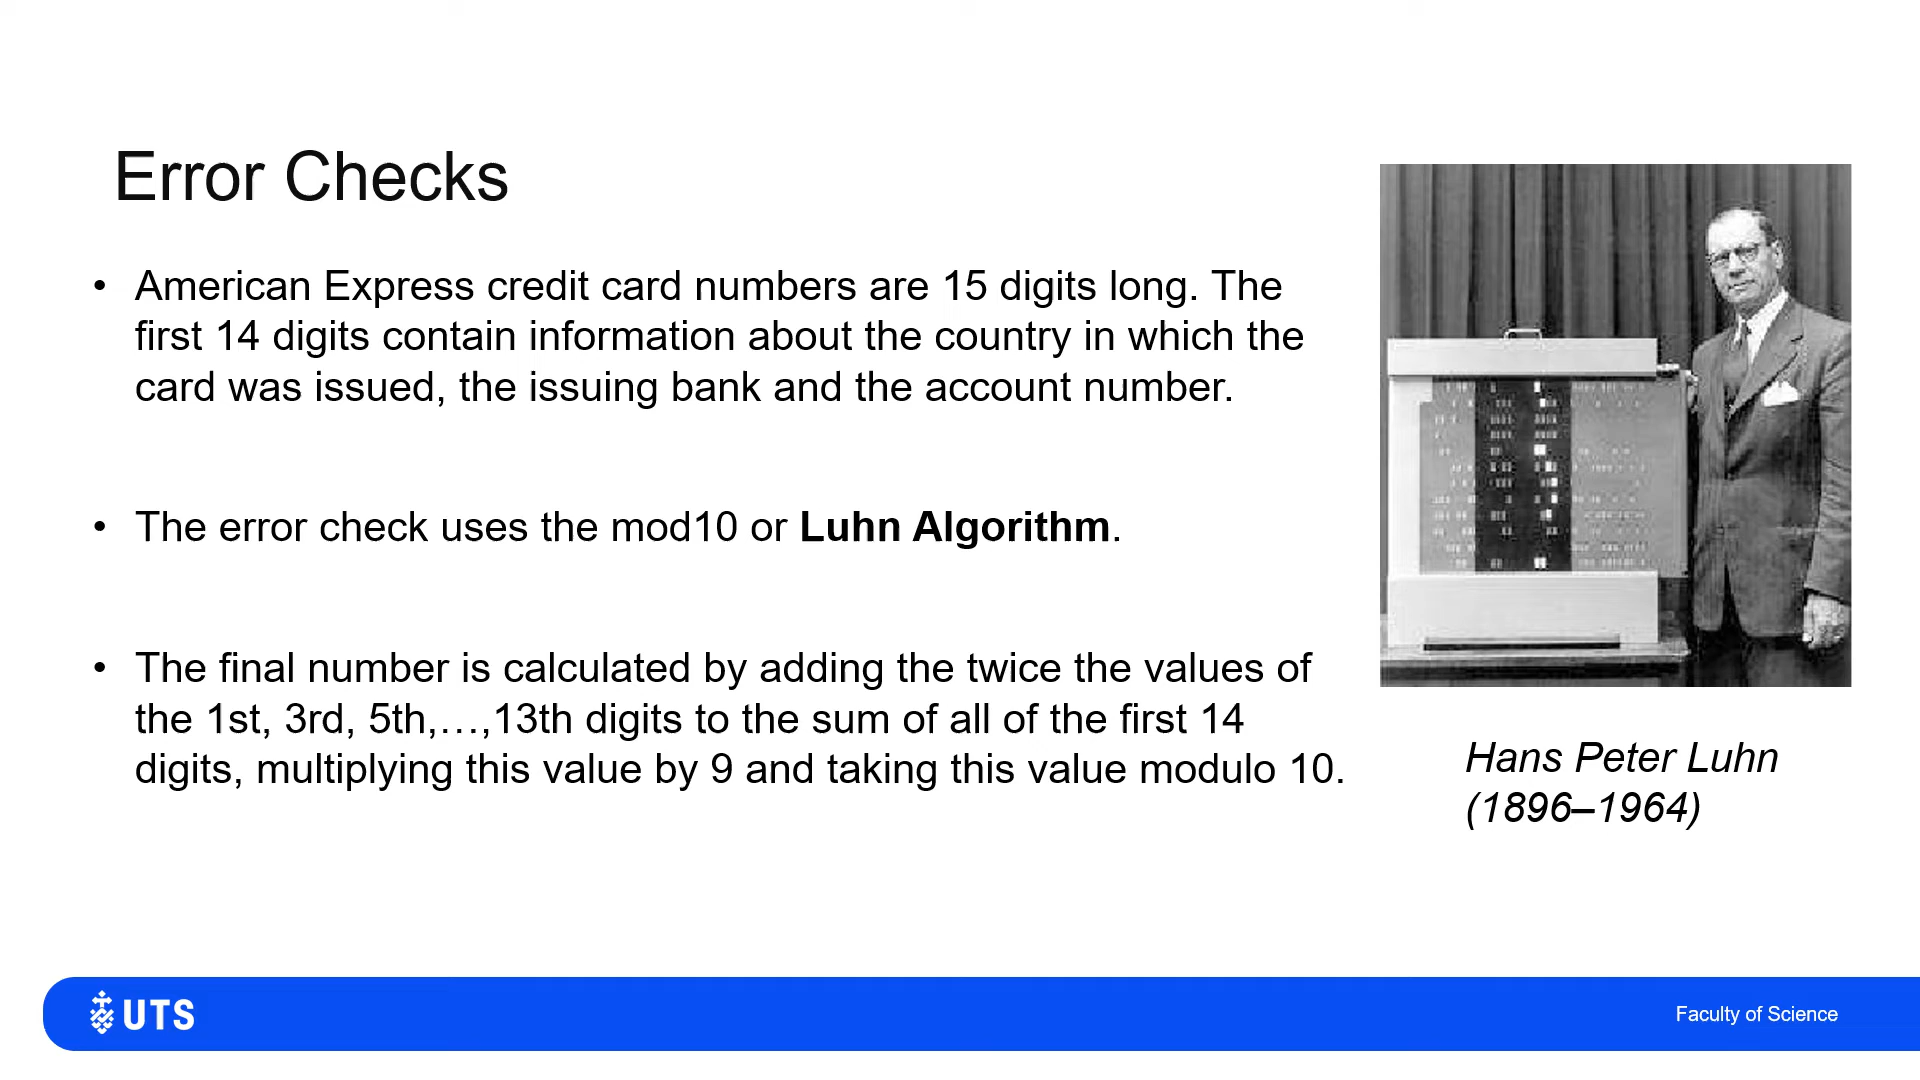 Error Checks
• American Express credit card numbers are 15 digits long. The
first 14 digits contain information about the country in which the
card was issued, the issuing bank and the account number.
• The error check uses the mod10 or Luhn Algorithm.
• The final number is calculated by adding the twice the values of
the 1st, 3rd, 5th,…,13th digits to the sum of all of the first 14
digits, multiplying this value by 9 and taking this value modulo 10.
Hans Peter Luhn
(1896–1964)
UTS
Faculty of Science